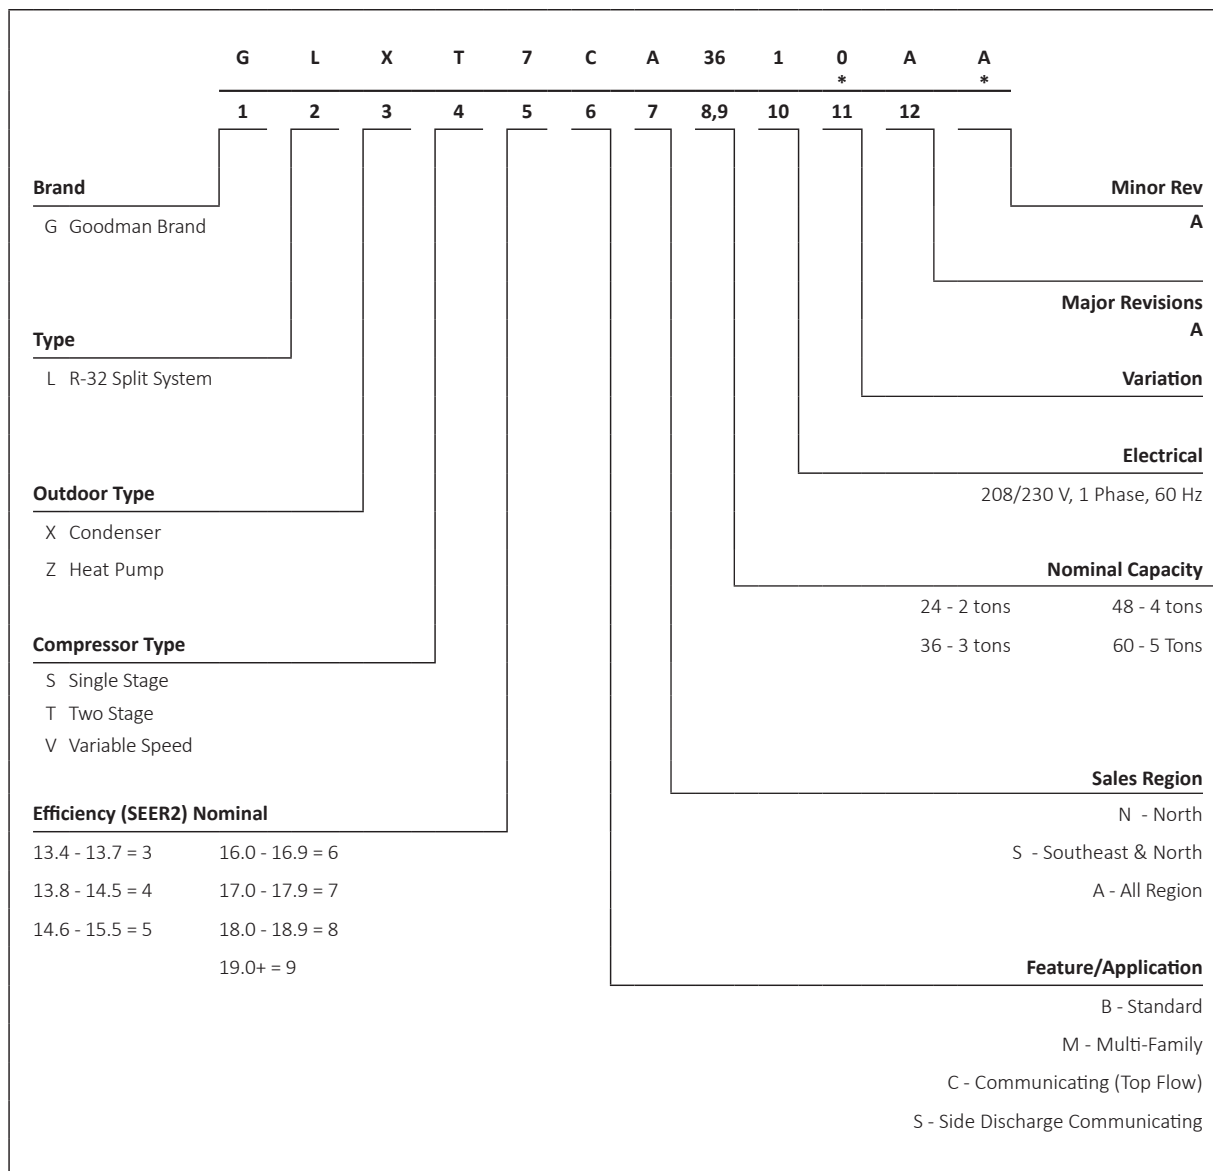 G L X T 7 C A 36 1 0 A A
* *
1 2 3 4 5 6 7 8,9 10 11 12
Brand
G Goodman Brand
Type
L R-32 Split System
Outdoor Type
X Condenser
Z Heat Pump
Compressor Type
S Single Stage
T Two Stage
V Variable Speed
Efficiency (SEER2) Nominal
13.4 - 13.7 = 3 16.0 - 16.9 = 6
13.8 - 14.5 = 4 17.0 - 17.9 = 7
14.6 - 15.5 = 5 18.0 - 18.9 = 8
19.0+ = 9
Minor Rev
A
Major Revisions
A
Variation
Electrical
208/230 V, 1 Phase, 60 Hz
Nominal Capacity
24 - 2 tons 48 - 4 tons
36 - 3 tons 60 - 5 Tons
Sales Region
N - North
S - Southeast & North
A - All Region
Feature/Application
B - Standard
M - Multi-Family
C - Communicating (Top Flow)
S - Side Discharge Communicating